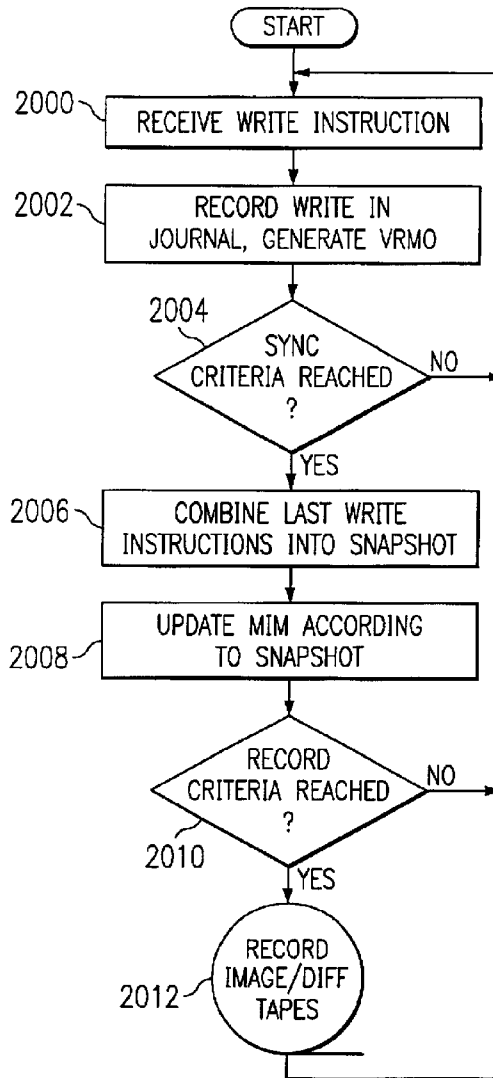 START
2000
RECEIVE WRITE INSTRUCTION
2002
RECORD WRITE IN
JOURNAL, GENERATE VRMO
2004
SYNC
CRITERIA REACHED
?
NO
YES
2006
COMBINE LAST WRITE
INSTRUCTIONS INTO SNAPSHOT
2008
UPDATE MIM ACCORDING
TO SNAPSHOT
RECORD
CRITERIA REACHED
?
NO
2010
YES
RECORD
IMAGE/DIFF
TAPES
2012